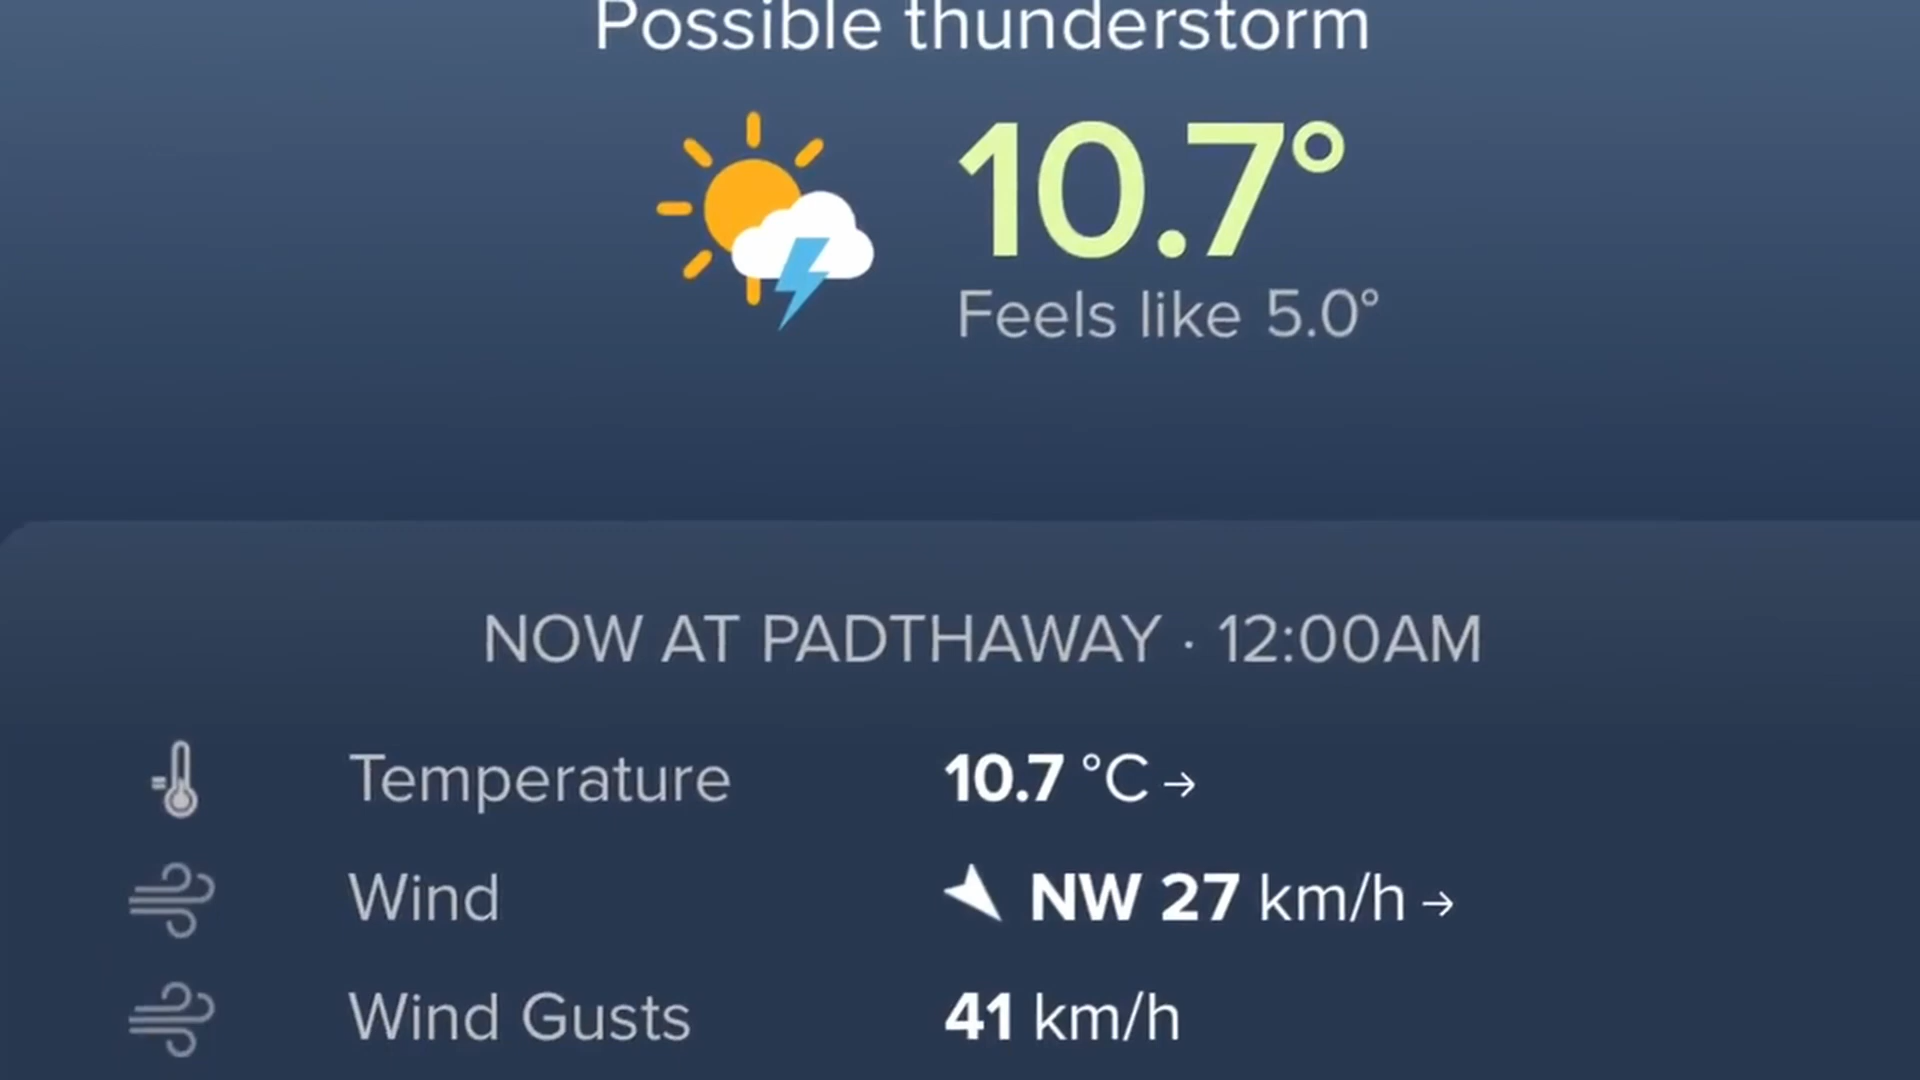 Possible thunderstorm
10.7°
Feels like 5.0°
NOW AT PADTHAWAY · 12:00AM
Temperature 10.7 °C →
Wind NW 27 km/h →
Wind Gusts 41 km/h